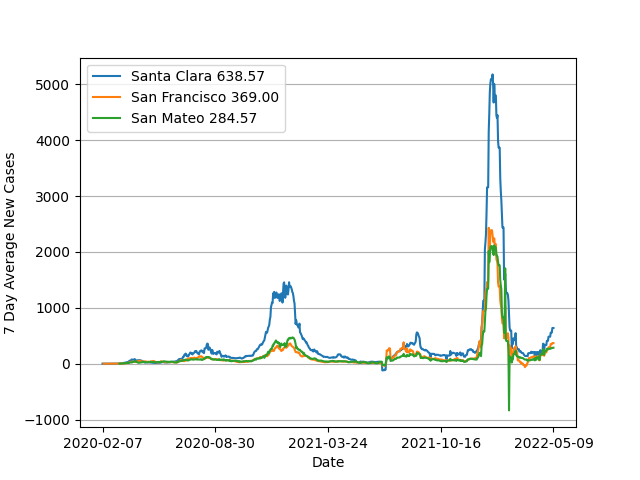 Santa Clara 638.57
San Francisco 369.00
San Mateo 284.57
7 Day Average New Cases
5000
4000
3000
2000
1000
0
−1000
2020-02-07 2020-08-30 2021-03-24 2021-10-16 2022-05-09
Date